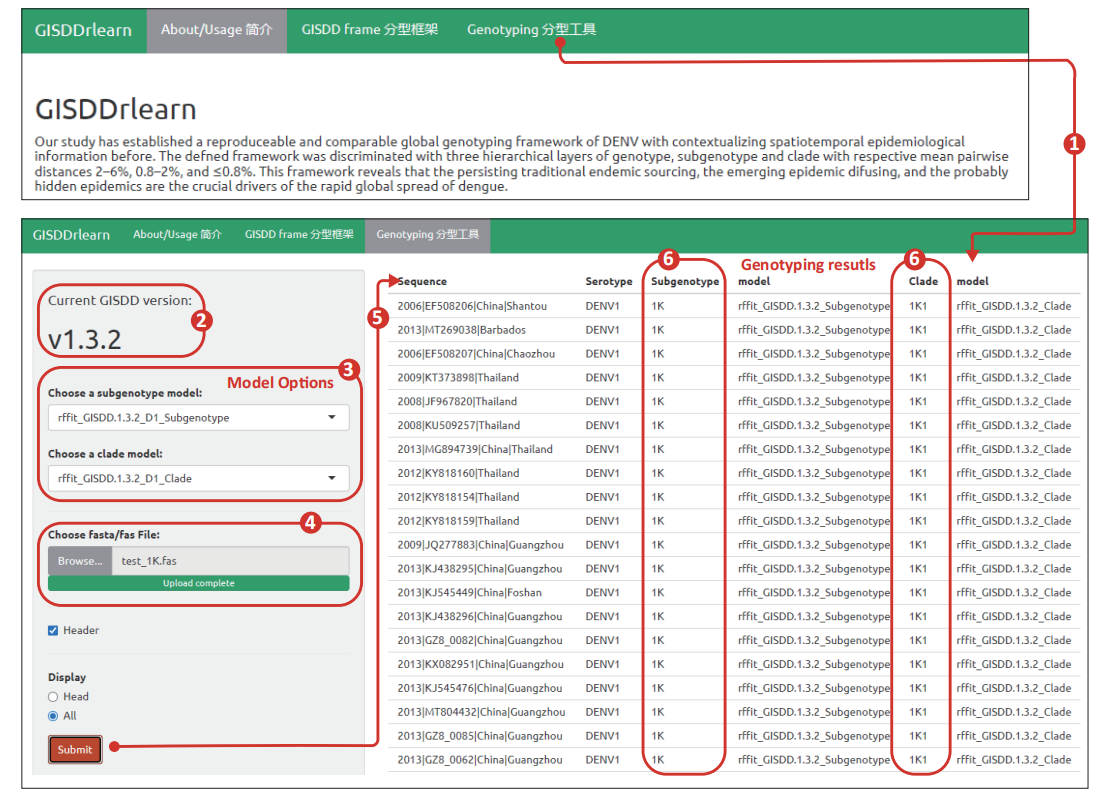 GISDDrlearn About/Usage 简介 GISDD frame 分型框架 Genotyping 分型工具
GISDDrlearn
Our study has established a reproduceable and comparable global genotyping framework of DENV with contextualizing spatiotemporal epidemiological
information before. The defned framework was discriminated with three hierarchical layers of genotype, subgenotype and clade with respective mean pairwise
distances 2–6%, 0.8–2%, and ≤0.8%. This framework reveals that the persisting traditional endemic sourcing, the emerging epidemic difusing, and the probably
hidden epidemics are the crucial drivers of the rapid global spread of dengue.
1
GISDDrlearn About/Usage 简介 GISDD frame 分型框架 Genotyping 分型工具
Current GISDD version:
v1.3.2
2
3
Model Options
Choose a subgenotype model:
rffit_GISDD.1.3.2_D1_Subgenotype
Choose a clade model:
rffit_GISDD.1.3.2_D1_Clade
4
Choose fasta/fas File:
Browse... test_1K.fas
Upload complete
Header
Display
Head
All
Submit
5
6 Genotyping resutls 6
Sequence Serotype Subgenotype model Clade model
2006|EF508206|China|Shantou DENV1 1K rffit_GISDD.1.3.2_Subgenotype 1K1 rffit_GISDD.1.3.2_Clade
2013|MT269038|Barbados DENV1 1K rffit_GISDD.1.3.2_Subgenotype 1K1 rffit_GISDD.1.3.2_Clade
2006|EF508207|China|Chaozhou DENV1 1K rffit_GISDD.1.3.2_Subgenotype 1K1 rffit_GISDD.1.3.2_Clade
2009|KT373898|Thailand DENV1 1K rffit_GISDD.1.3.2_Subgenotype 1K1 rffit_GISDD.1.3.2_Clade
2008|JF967820|Thailand DENV1 1K rffit_GISDD.1.3.2_Subgenotype 1K1 rffit_GISDD.1.3.2_Clade
2008|KU509257|Thailand DENV1 1K rffit_GISDD.1.3.2_Subgenotype 1K1 rffit_GISDD.1.3.2_Clade
2013|MG894739|China|Thailand DENV1 1K rffit_GISDD.1.3.2_Subgenotype 1K1 rffit_GISDD.1.3.2_Clade
2012|KY818160|Thailand DENV1 1K rffit_GISDD.1.3.2_Subgenotype 1K1 rffit_GISDD.1.3.2_Clade
2012|KY818154|Thailand DENV1 1K rffit_GISDD.1.3.2_Subgenotype 1K1 rffit_GISDD.1.3.2_Clade
2012|KY818159|Thailand DENV1 1K rffit_GISDD.1.3.2_Subgenotype 1K1 rffit_GISDD.1.3.2_Clade
2009|JQ277883|China|Guangzhou DENV1 1K rffit_GISDD.1.3.2_Subgenotype 1K1 rffit_GISDD.1.3.2_Clade
2013|KJ438295|China|Guangzhou DENV1 1K rffit_GISDD.1.3.2_Subgenotype 1K1 rffit_GISDD.1.3.2_Clade
2013|KJ545449|China|Foshan DENV1 1K rffit_GISDD.1.3.2_Subgenotype 1K1 rffit_GISDD.1.3.2_Clade
2013|KJ438296|China|Guangzhou DENV1 1K rffit_GISDD.1.3.2_Subgenotype 1K1 rffit_GISDD.1.3.2_Clade
2013|GZ8_0082|China|Guangzhou DENV1 1K rffit_GISDD.1.3.2_Subgenotype 1K1 rffit_GISDD.1.3.2_Clade
2013|KX082951|China|Guangzhou DENV1 1K rffit_GISDD.1.3.2_Subgenotype 1K1 rffit_GISDD.1.3.2_Clade
2013|KJ545476|China|Guangzhou DENV1 1K rffit_GISDD.1.3.2_Subgenotype 1K1 rffit_GISDD.1.3.2_Clade
2013|MT804432|China|Guangzhou DENV1 1K rffit_GISDD.1.3.2_Subgenotype 1K1 rffit_GISDD.1.3.2_Clade
2013|GZ8_0085|China|Guangzhou DENV1 1K rffit_GISDD.1.3.2_Subgenotype 1K1 rffit_GISDD.1.3.2_Clade
2013|GZ8_0062|China|Guangzhou DENV1 1K rffit_GISDD.1.3.2_Subgenotype 1K1 rffit_GISDD.1.3.2_Clade